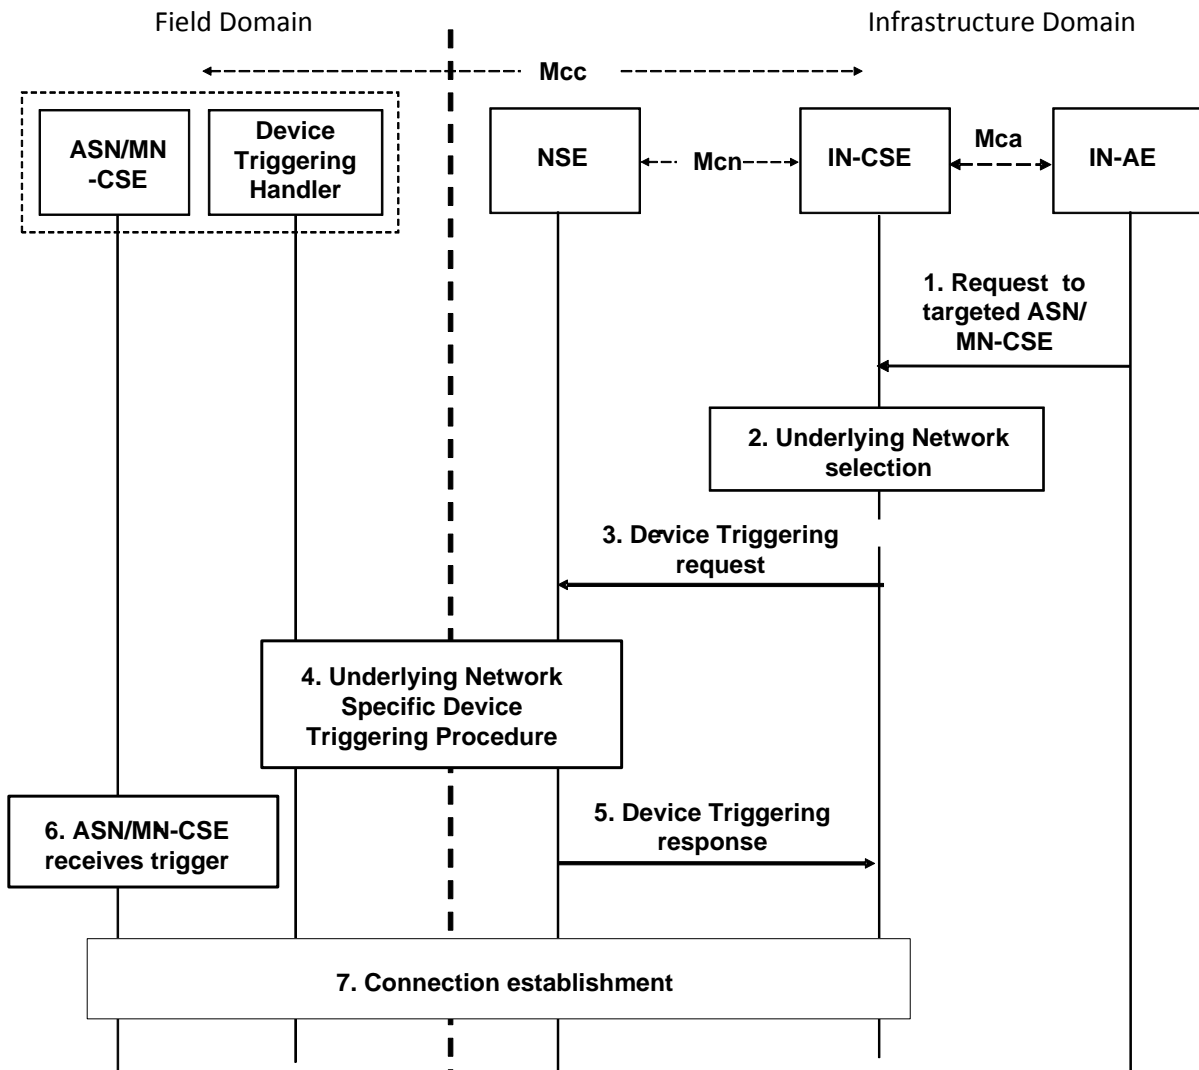 Field Domain
Infrastructure Domain
Mcc
ASN/MN
-CSE
Device
Triggering
Handler
NSE
Mcn
IN-CSE
Mca
IN-AE
1. Request to
targeted ASN/
MN-CSE
2. Underlying Network
selection
3. Device Triggering
request
4. Underlying Network
Specific Device
Triggering Procedure
5. Device Triggering
response
6. ASN/MN-CSE
receives trigger
7. Connection establishment